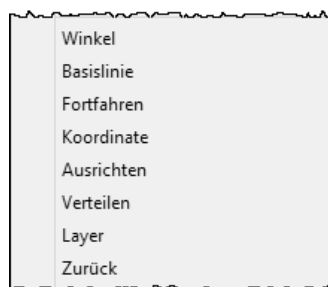 Winkel
Basislinie
Fortfahren
Koordinate
Ausrichten
Verteilen
Layer
Zurück